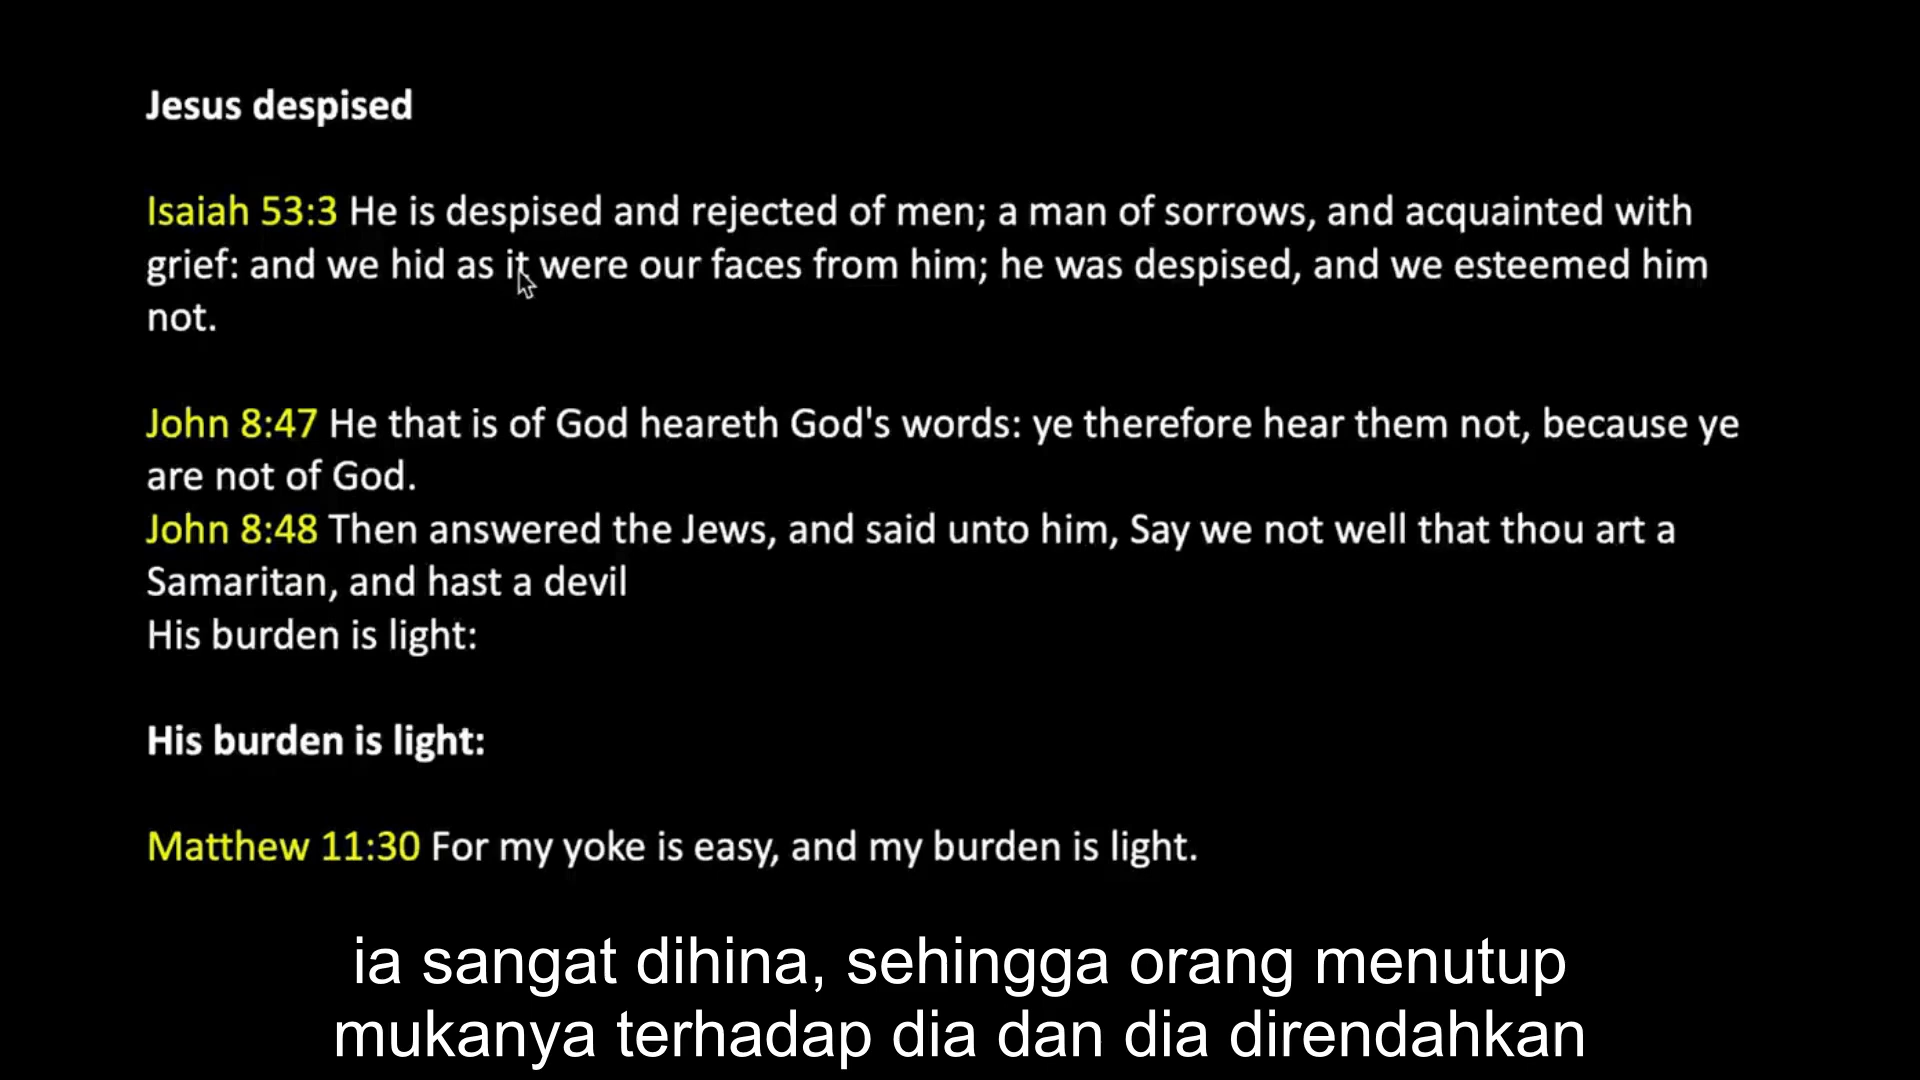 Jesus despised
Isaiah 53:3 He is despised and rejected of men; a man of sorrows, and acquainted with
grief: and we hid as it were our faces from him; he was despised, and we esteemed him
not.
John 8:47 He that is of God heareth God's words: ye therefore hear them not, because ye
are not of God.
John 8:48 Then answered the Jews, and said unto him, Say we not well that thou art a
Samaritan, and hast a devil
His burden is light:
His burden is light:
Matthew 11:30 For my yoke is easy, and my burden is light.
ia sangat dihina, sehingga orang menutup
mukanya terhadap dia dan dia direndahkan